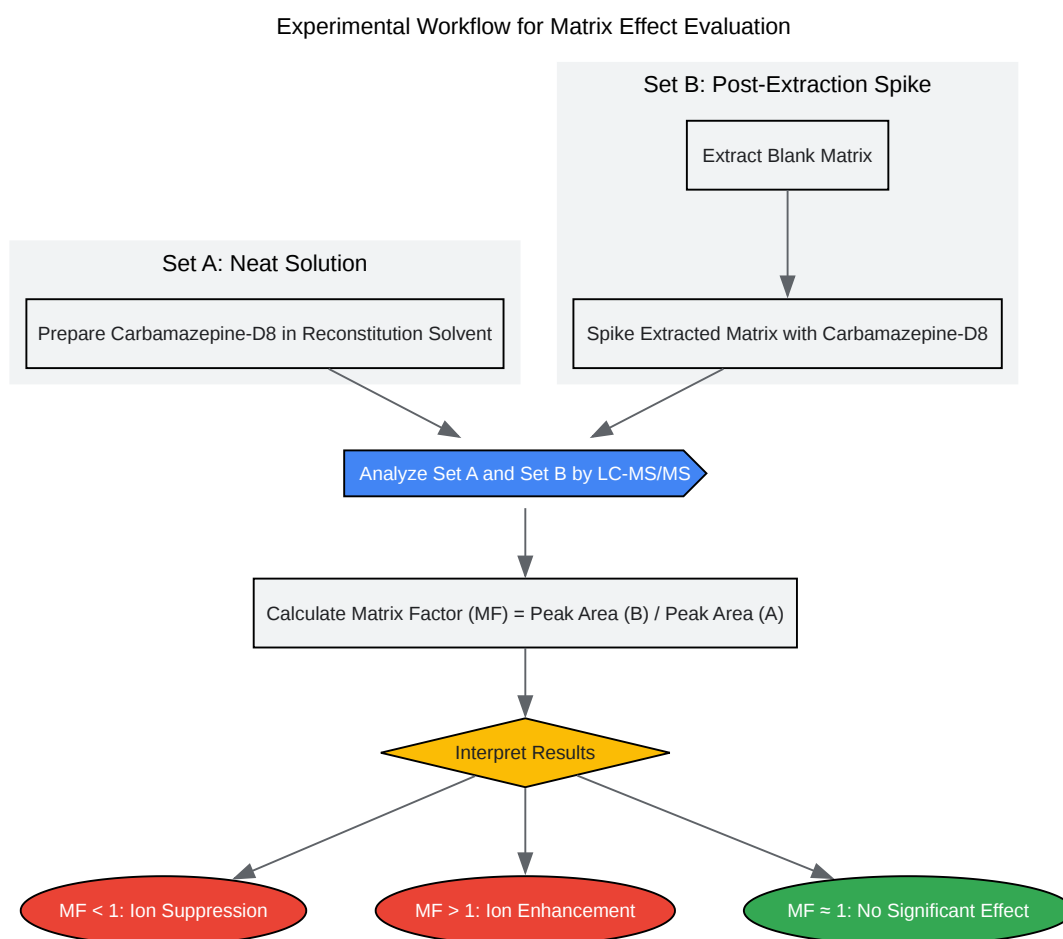 Experimental Workflow for Matrix Effect Evaluation
Set B: Post-Extraction Spike
Extract Blank Matrix
Set A: Neat Solution
Prepare Carbamazepine-D8 in Reconstitution Solvent
Spike Extracted Matrix with Carbamazepine-D8
Analyze Set A and Set B by LC-MS/MS
Calculate Matrix Factor (MF) = Peak Area (B) / Peak Area (A)
Interpret Results
MF < 1: Ion Suppression
MF > 1: Ion Enhancement
MF ≈ 1: No Significant Effect